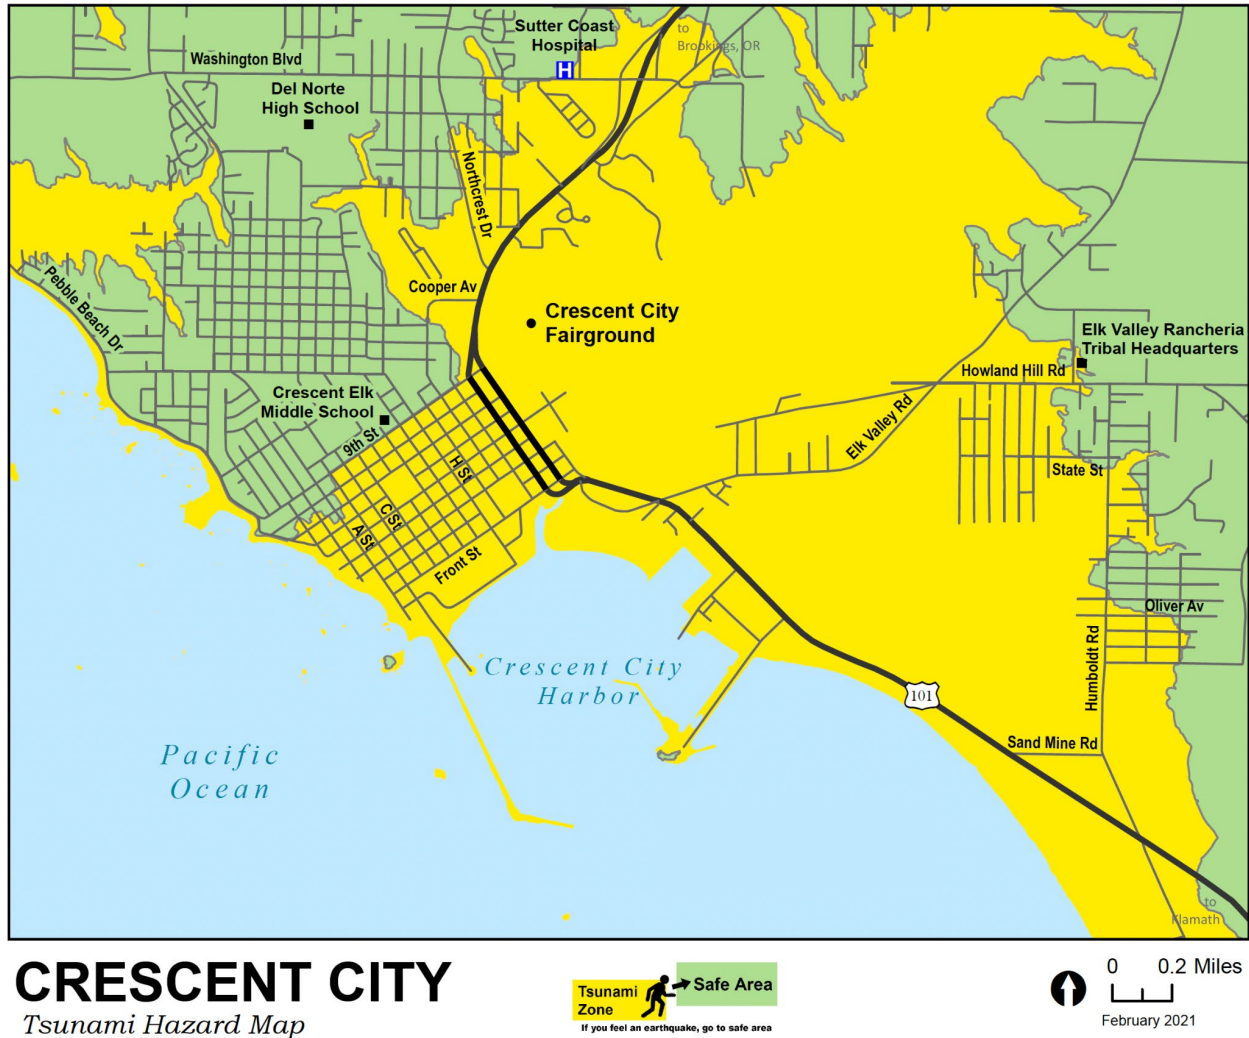 Sutter Coast
Hospital
H
to
Brookings, OR
Washington Blvd
Del Norte
High School
Northcrest Dr
Cooper Av
Pebble Beach Dr
Crescent City
Fairground
Elk Valley Rancheria
Tribal Headquarters
Howland Hill Rd
Crescent Elk
Middle School
9th St
Elk Valley Rd
H St
State St
C St
A St
Front St
Oliver Av
Humboldt Rd
Crescent City
Harbor
101
Sand Mine Rd
Pacific
Ocean
to
Klamath
CRESCENT CITY
Tsunami Hazard Map
Tsunami
Zone
Safe Area
If you feel an earthquake, go to safe area
0 0.2 Miles
February 2021